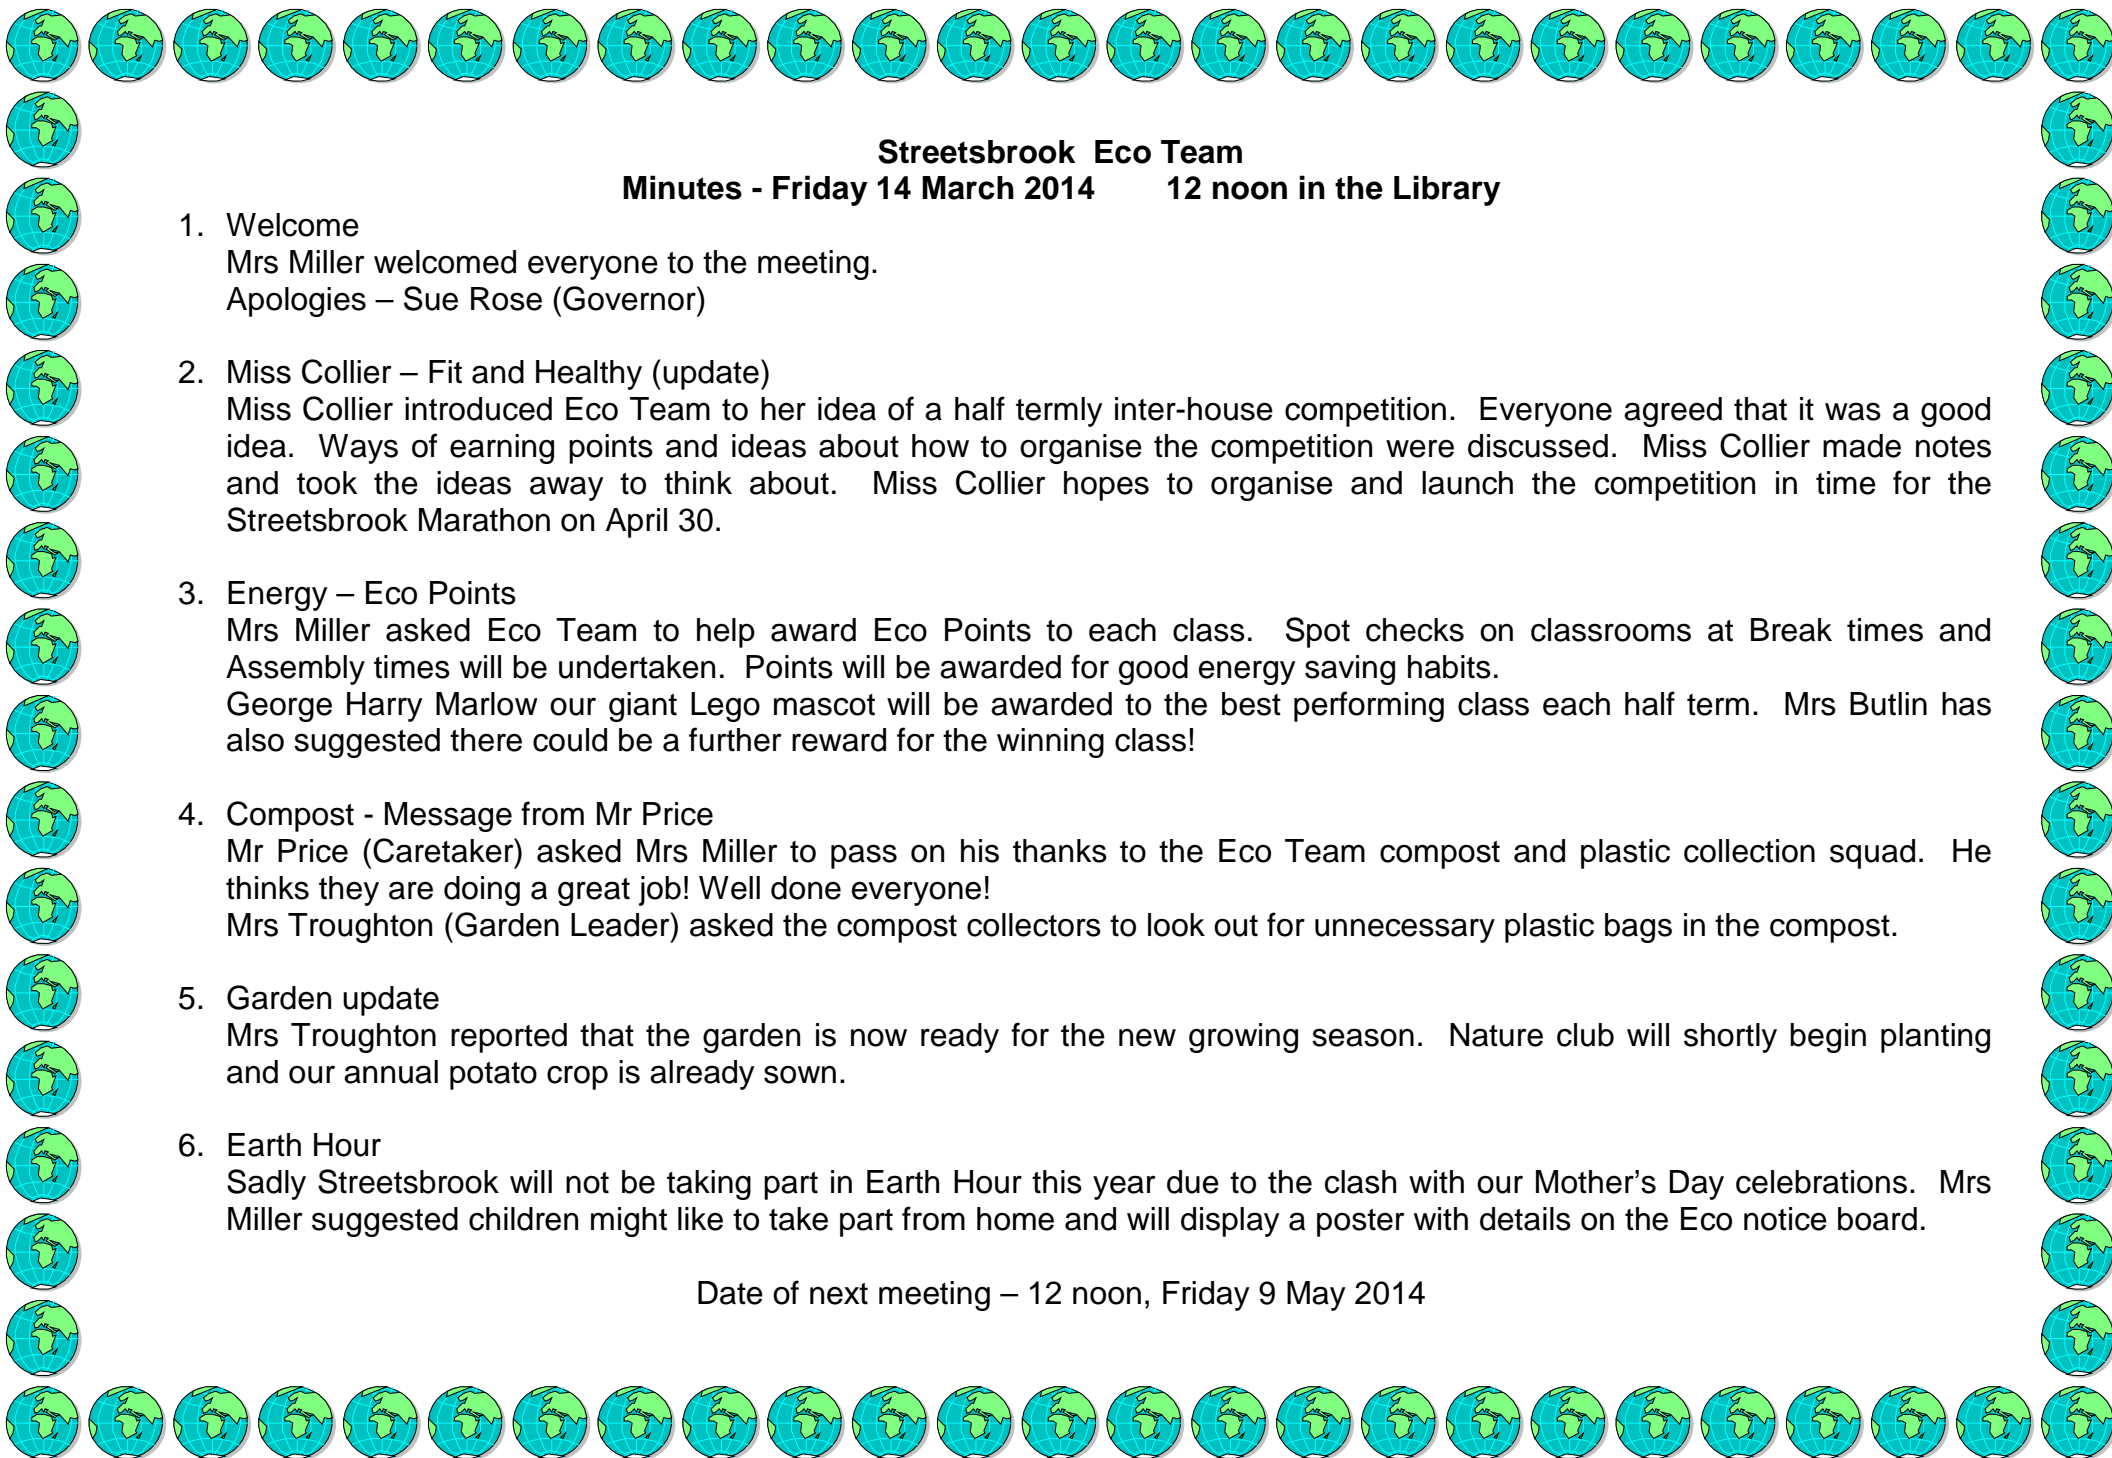 Streetsbrook Eco Team
Minutes - Friday 14 March 2014 12 noon in the Library
1. Welcome
Mrs Miller welcomed everyone to the meeting.
Apologies – Sue Rose (Governor)
2. Miss Collier – Fit and Healthy (update)
Miss Collier introduced Eco Team to her idea of a half termly inter-house competition. Everyone agreed that it was a good
idea. Ways of earning points and ideas about how to organise the competition were discussed. Miss Collier made notes
and took the ideas away to think about. Miss Collier hopes to organise and launch the competition in time for the
Streetsbrook Marathon on April 30.
3. Energy – Eco Points
Mrs Miller asked Eco Team to help award Eco Points to each class. Spot checks on classrooms at Break times and
Assembly times will be undertaken. Points will be awarded for good energy saving habits.
George Harry Marlow our giant Lego mascot will be awarded to the best performing class each half term. Mrs Butlin has
also suggested there could be a further reward for the winning class!
4. Compost - Message from Mr Price
Mr Price (Caretaker) asked Mrs Miller to pass on his thanks to the Eco Team compost and plastic collection squad. He
thinks they are doing a great job! Well done everyone!
Mrs Troughton (Garden Leader) asked the compost collectors to look out for unnecessary plastic bags in the compost.
5. Garden update
Mrs Troughton reported that the garden is now ready for the new growing season. Nature club will shortly begin planting
and our annual potato crop is already sown.
6. Earth Hour
Sadly Streetsbrook will not be taking part in Earth Hour this year due to the clash with our Mother’s Day celebrations. Mrs
Miller suggested children might like to take part from home and will display a poster with details on the Eco notice board.
Date of next meeting – 12 noon, Friday 9 May 2014